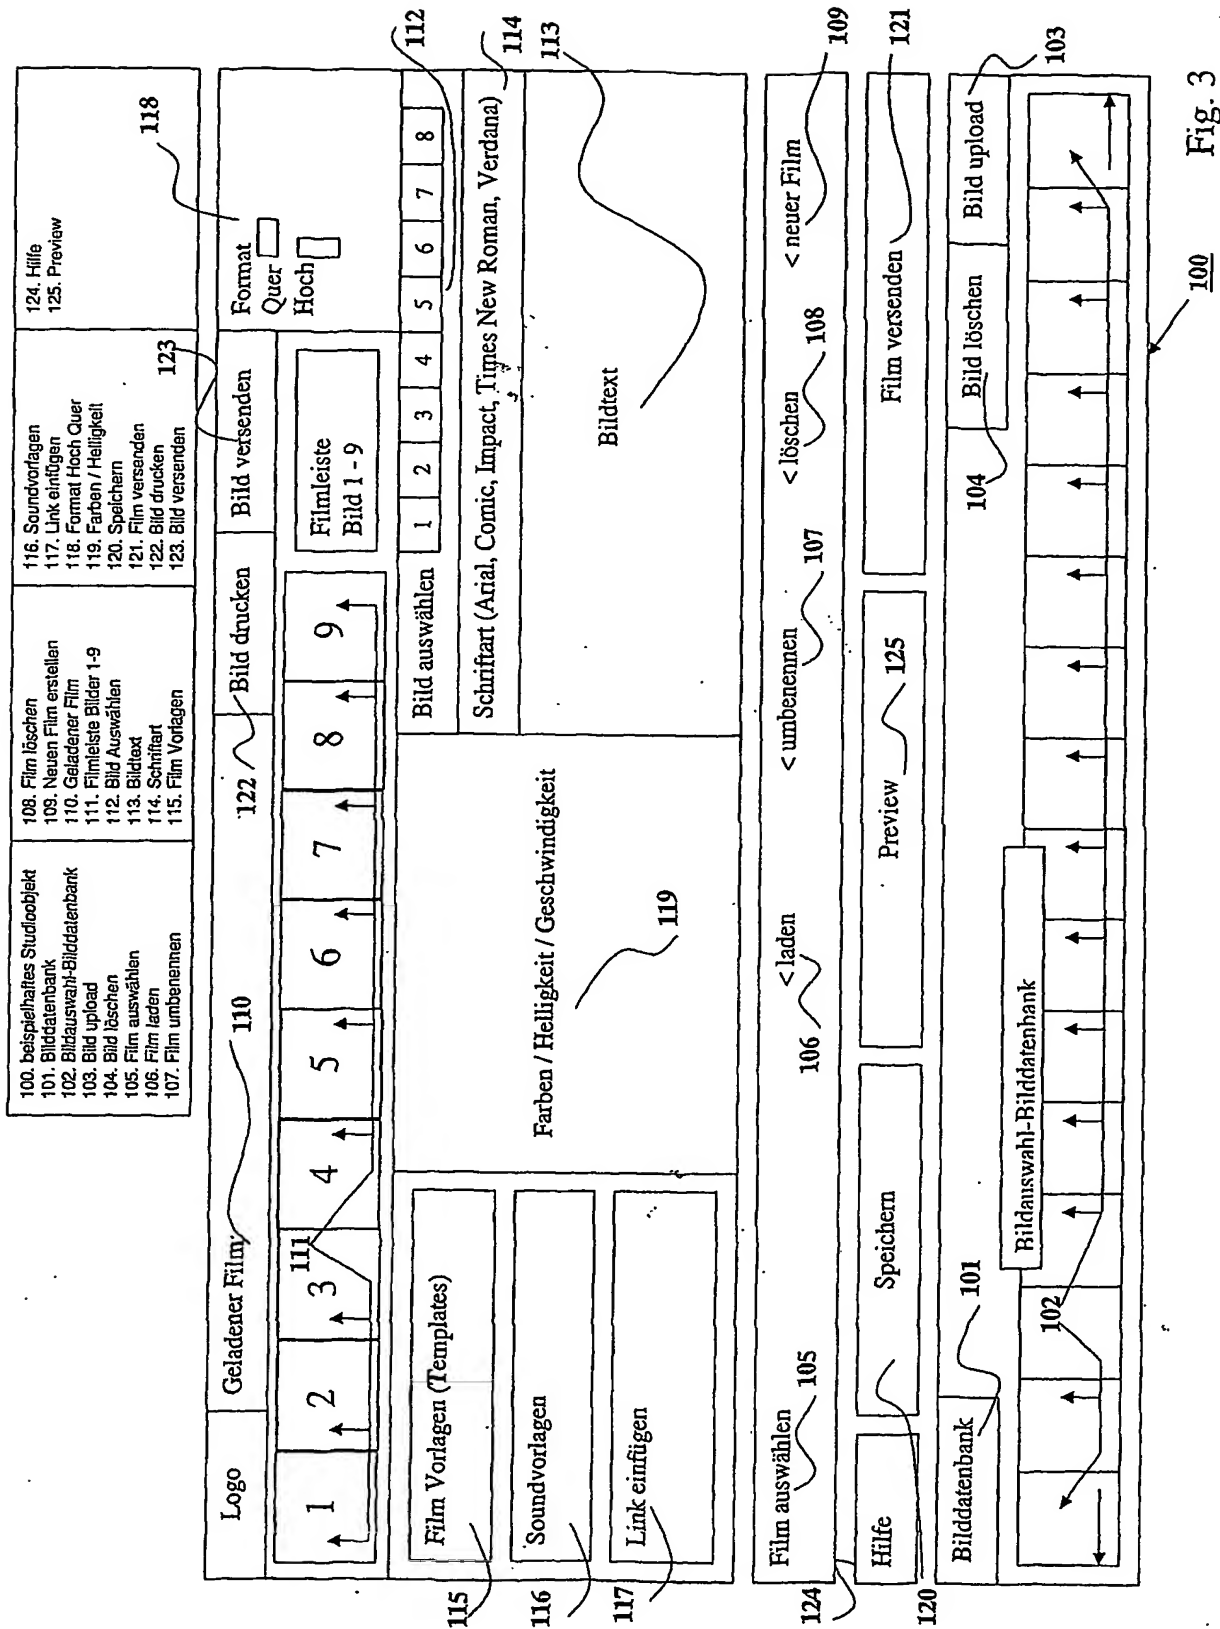 100. beispielhaftes Studioobjekt
101. Bilddatenbank
102. Bildauswahl-Bilddatenbank
103. Bild upload
104. Bild löschen
105. Film auswählen
106. Film laden
107. Film umbenennen
108. Film löschen
109. Neuen Film erstellen
110. Geladener Film
111. Filmleiste Bilder 1-9
112. Bild Auswählen
113. Bildtext
114. Schriftart
115. Film Vorlagen
116. Soundvorlagen
117. Link einfügen
118. Format Hoch Quer
119. Farben / Helligkeit
120. Speichern
121. Film versenden
122. Bild drucken
123. Bild versenden
124. Hilfe
125. Preview
110
122
123
118
Logo
Geladener Film
Bild drucken
Bild versenden
Format
Quer
Hoch
111
1 2 3 4 5 6 7 8 9
Filmleiste
Bild 1 - 9
112
Bild auswählen
1 2 3 4 5 6 7 8
114
Schriftart (Arial, Comic, Impact, Times New Roman, Verdana)
113
Bildtext
115
Film Vorlagen (Templates)
116
Soundvorlagen
117
Link einfügen
Farben / Helligkeit / Geschwindigkeit
119
Film auswählen
105
< laden
106
< umbenennen
107
< löschen
108
< neuer Film
109
124
Hilfe
120
Speichern
Preview
125
Film versenden
121
Bilddatenbank
101
Bildauswahl-Bilddatenbank
102
104
Bild löschen
Bild upload
103
100
Fig. 3